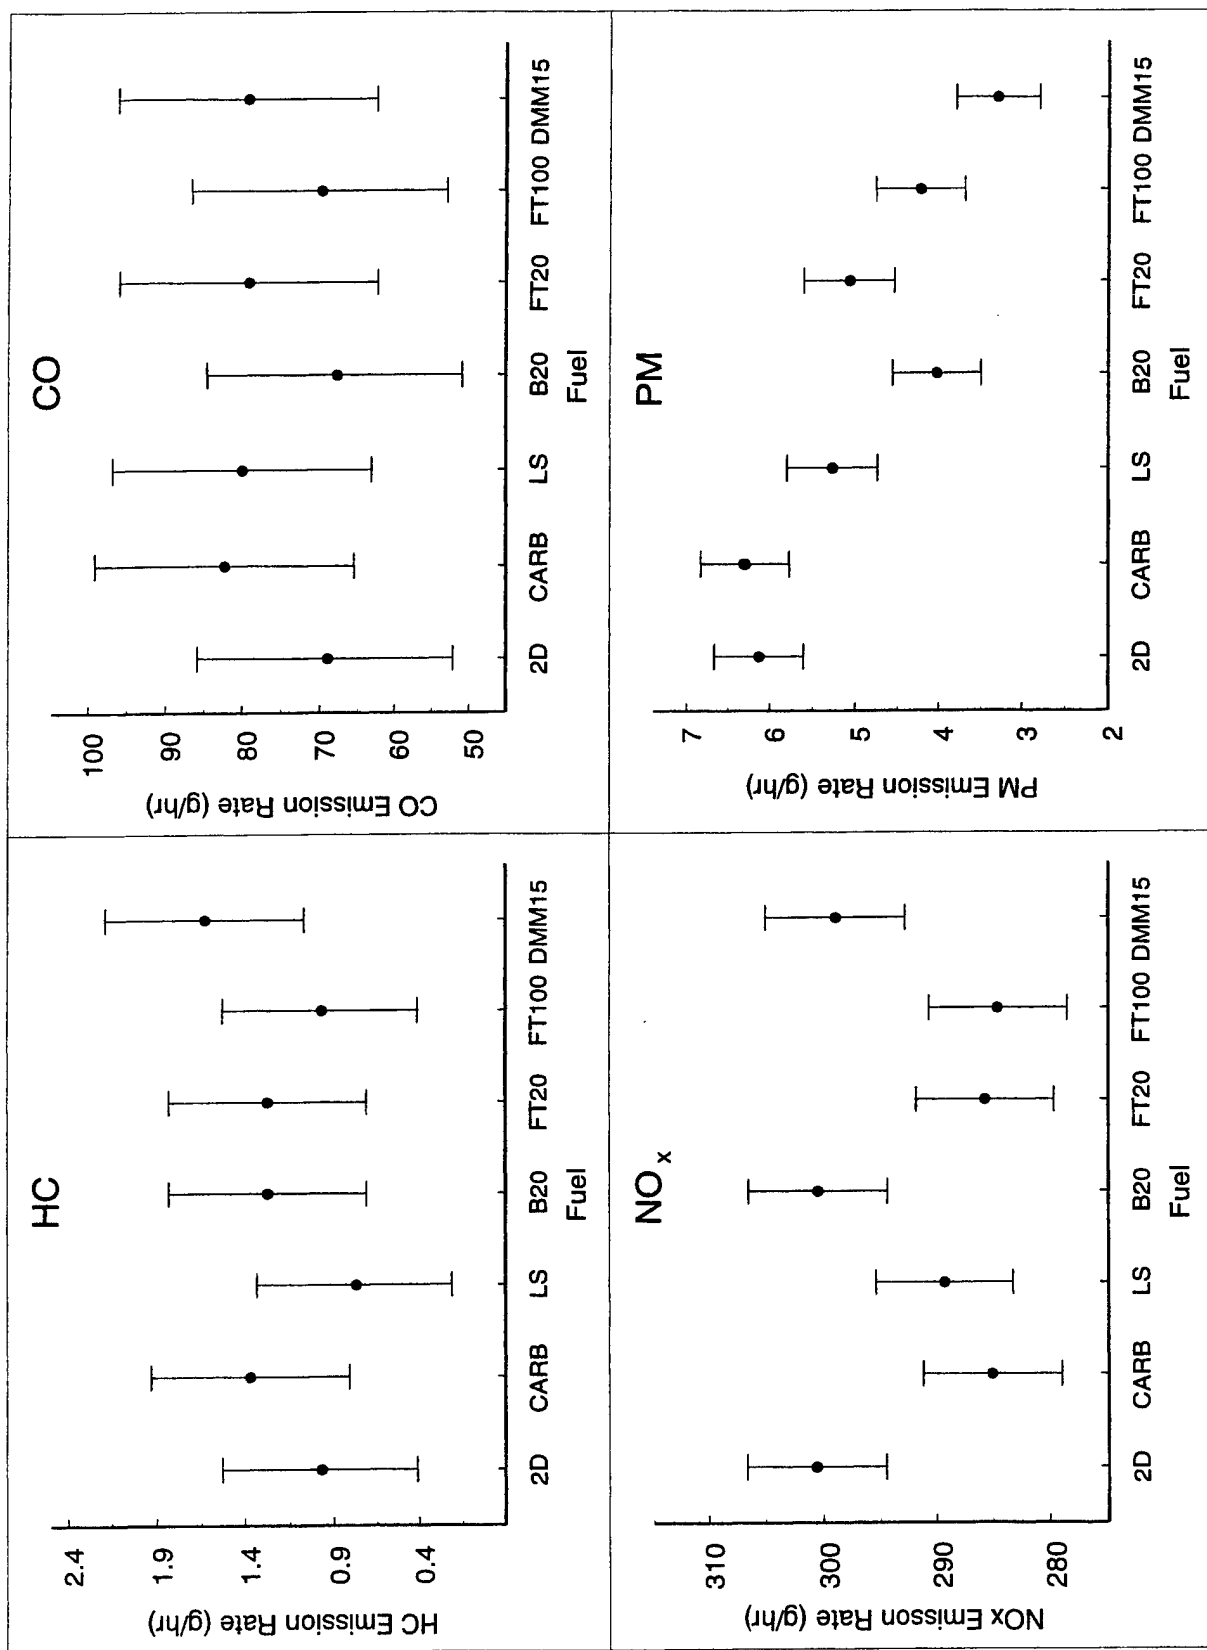 HC
HC Emission Rate (g/hr)
2.4
1.9
1.4
0.9
0.4
2D CARB LS B20 FT20 FT100 DMM15
Fuel
CO
CO Emission Rate (g/hr)
100
90
80
70
60
50
2D CARB LS B20 FT20 FT100 DMM15
Fuel
NOx
NOx Emisson Rate (g/hr)
310
300
290
280
2D CARB LS B20 FT20 FT100 DMM15
Fuel
PM
PM Emission Rate (g/hr)
7
6
5
4
3
2
2D CARB LS B20 FT20 FT100 DMM15
Fuel